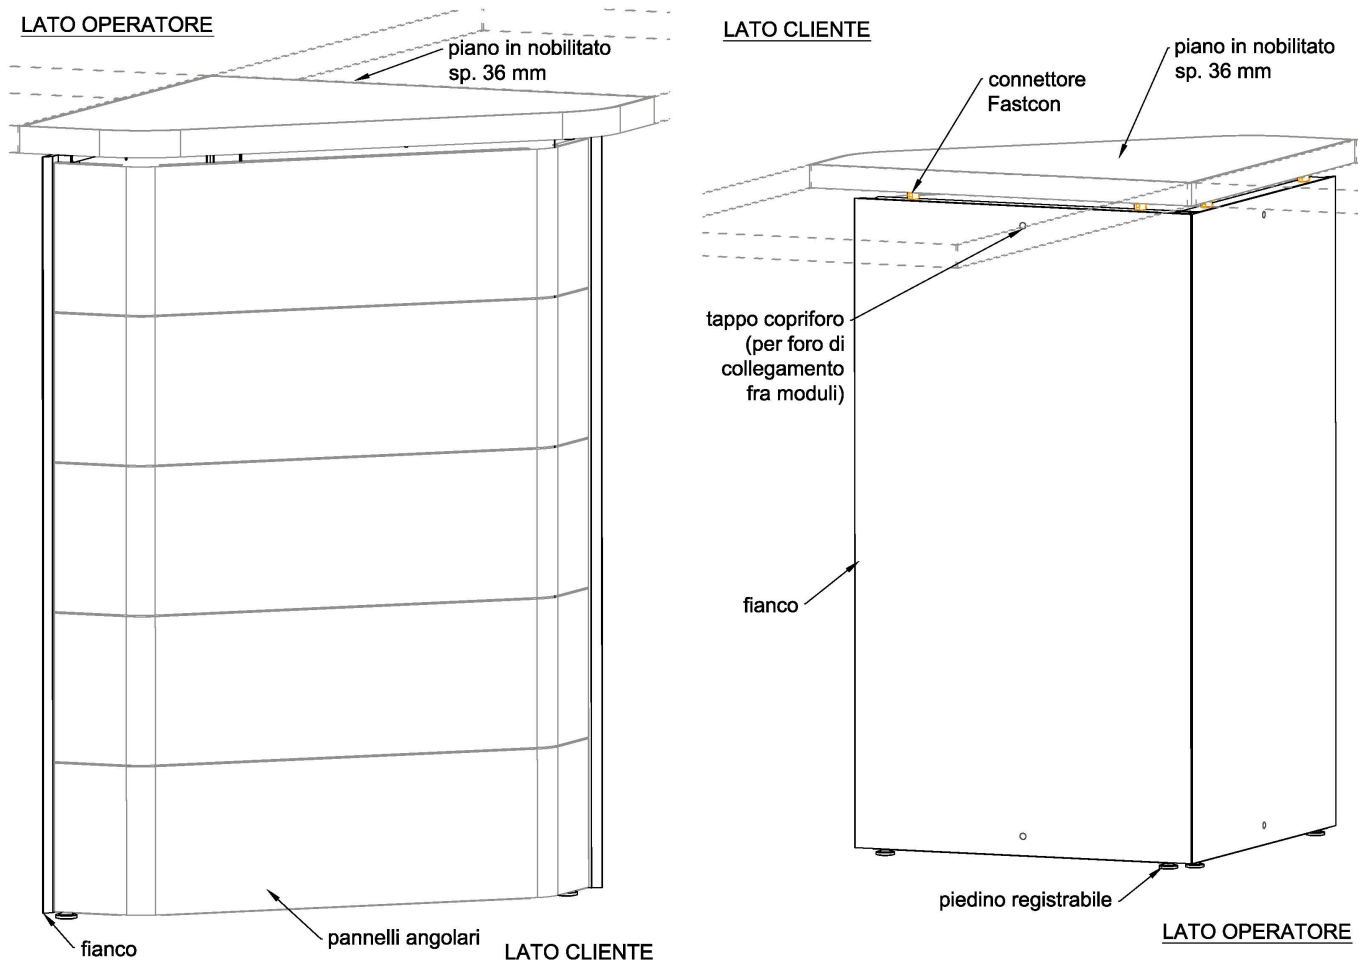 LATO OPERATORE
piano in nobilitato
sp. 36 mm
fianco
pannelli angolari
LATO CLIENTE
LATO CLIENTE
connettore
Fastcon
piano in nobilitato
sp. 36 mm
tappo copriforo
(per foro di
collegamento
fra moduli)
fianco
piedino registrabile
LATO OPERATORE